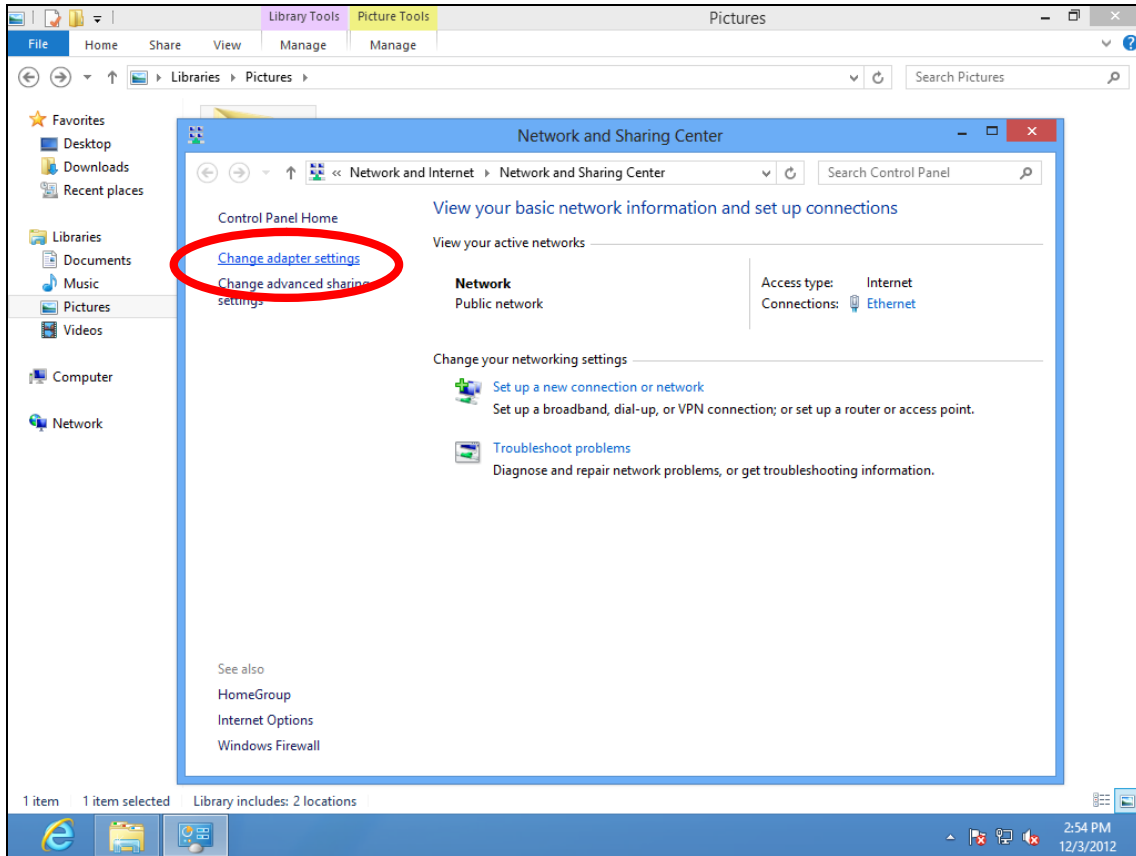 Library Tools
Picture Tools
Pictures
File
Home
Share
View
Manage
Manage
Libraries
Pictures
Search Pictures
Favorites
Desktop
Downloads
Recent places
Libraries
Documents
Music
Pictures
Videos
Computer
Network
Network and Sharing Center
« Network and Internet
Network and Sharing Center
Search Control Panel
Control Panel Home
Change adapter settings
Change advanced sharing
settings
View your basic network information and set up connections
View your active networks
Network
Public network
Access type: Internet
Connections: Ethernet
Change your networking settings
Set up a new connection or network
Set up a broadband, dial-up, or VPN connection; or set up a router or access point.
Troubleshoot problems
Diagnose and repair network problems, or get troubleshooting information.
See also
HomeGroup
Internet Options
Windows Firewall
1 item
1 item selected
Library includes: 2 locations
2:54 PM
12/3/2012